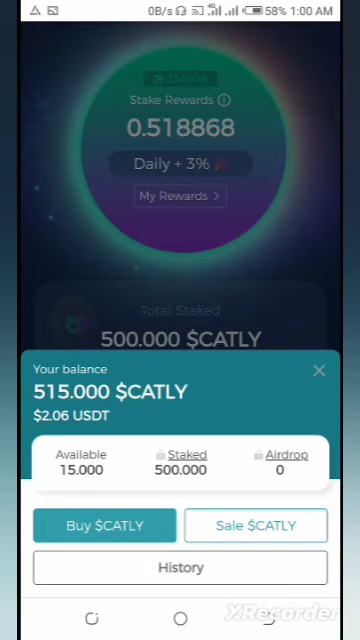 0B/s 4G 58% 1:00 AM
23:10:18
Stake Rewards
0.518868
Daily + 3%
My Rewards >
Total Staked
500.000 $CATLY
Your balance
515.000 $CATLY
$2.06 USDT
Available Staked Airdrop
15.000 500.000 0
Buy $CATLY Sale $CATLY
History
XRecorder